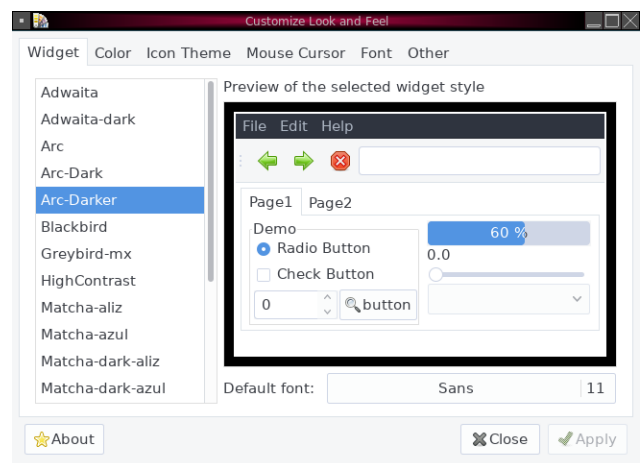 Customize Look and Feel
Widget Color Icon Theme Mouse Cursor Font Other
Adwaita
Adwaita-dark
Arc
Arc-Dark
Arc-Darker
Blackbird
Greybird-mx
HighContrast
Matcha-aliz
Matcha-azul
Matcha-dark-aliz
Matcha-dark-azul
Preview of the selected widget style
File Edit Help
Page1 Page2
Demo
Radio Button
Check Button
0 button
60 %
0.0
Default font: Sans 11
About Close Apply